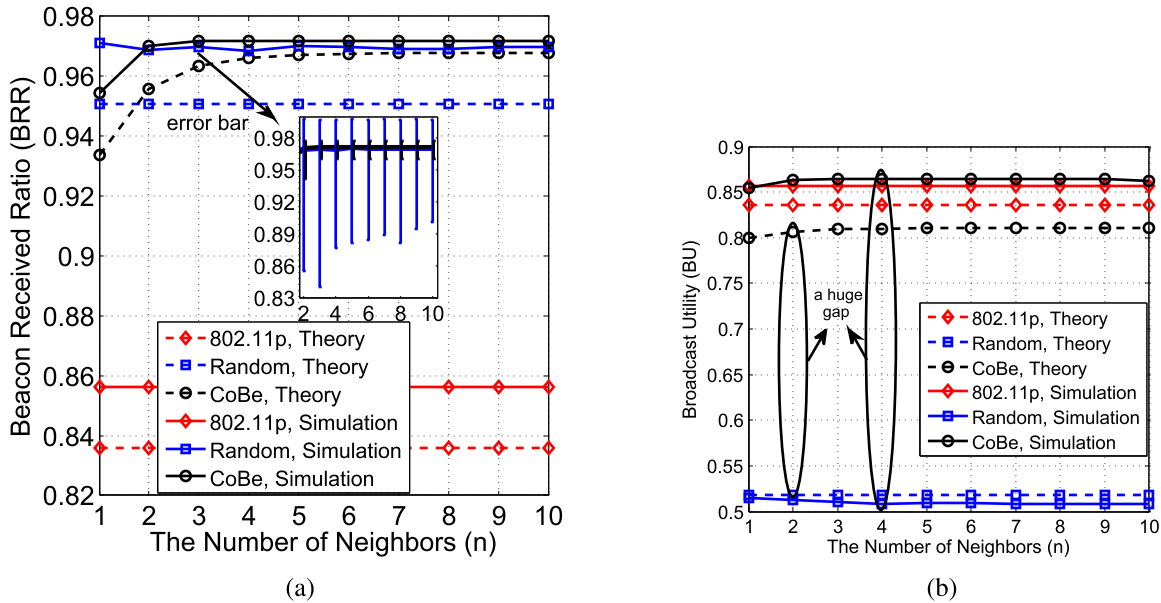 0.98
0.96
0.94
0.92
0.9
0.88
0.86
0.84
0.82
Beacon Received Ratio (BRR)
error bar
0.98
0.95
0.92
0.89
0.86
0.83
2 4 6 8 10
802.11p, Theory
Random, Theory
CoBe, Theory
802.11p, Simulation
Random, Simulation
CoBe, Simulation
1 2 3 4 5 6 7 8 9 10
The Number of Neighbors (n)
(a)
0.9
0.85
0.8
0.7
0.65
0.6
0.55
0.5
Broadcast Utility (BU)
a huge
gap
802.11p, Theory
Random, Theory
CoBe, Theory
802.11p, Simulation
Random, Simulation
CoBe, Simulation
1 2 3 4 5 6 7 8 9 10
The Number of Neighbors (n)
(b)